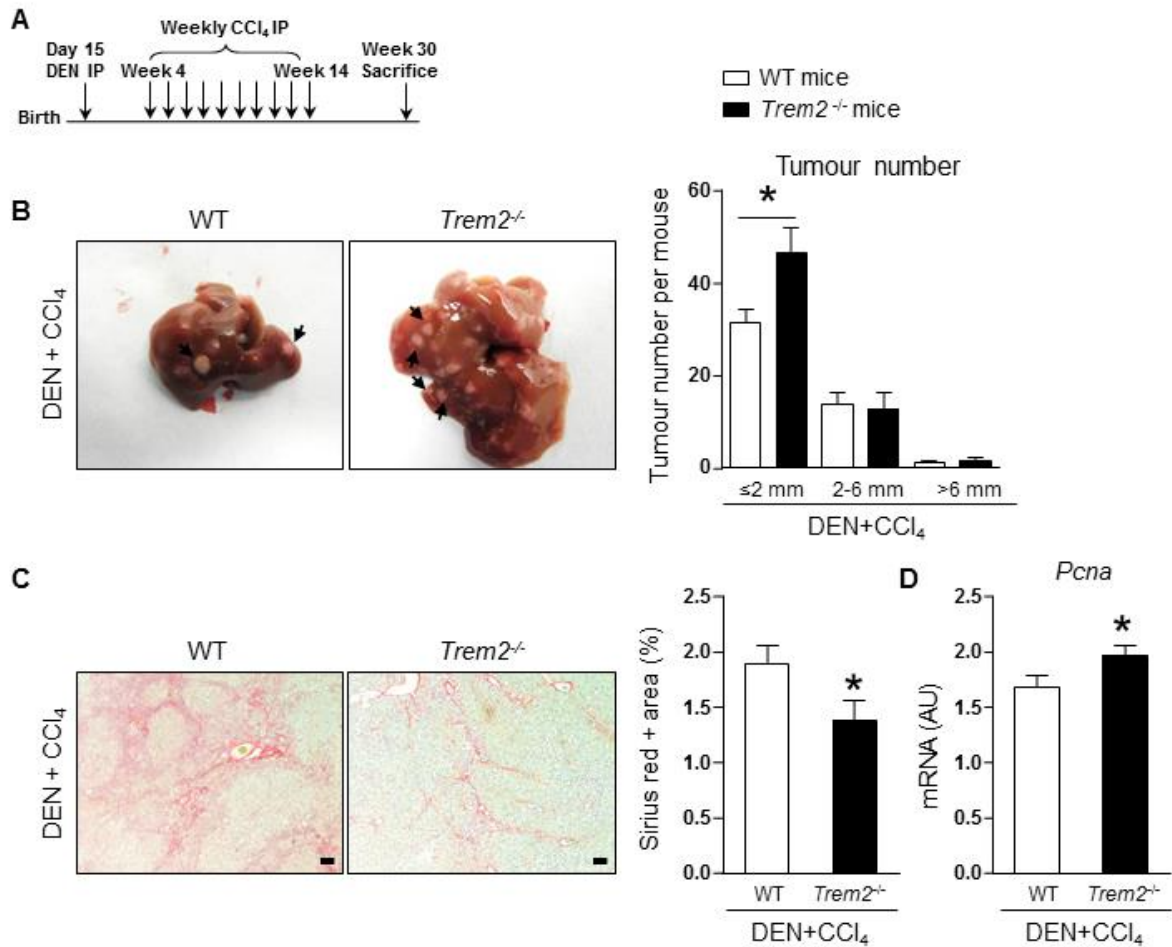 A
Weekly CCl₄ IP
Day 15
DEN IP
Week 4
Week 14
Week 30
Sacrifice
Birth
WT mice
Trem2 -/- mice
B
WT
Trem2-/-
DEN + CCl₄
Tumour number
Tumour number per mouse
60
40
20
0
*
≤2 mm
2-6 mm
>6 mm
DEN+CCl₄
C
WT
Trem2-/-
DEN + CCl₄
Sirius red + area (%)
2.5
2.0
1.5
1.0
0.5
0.0
*
WT
Trem2-/-
DEN+CCl₄
D
Pcna
mRNA (AU)
2.5
2.0
1.5
1.0
0.5
0.0
*
WT
Trem2-/-
DEN+CCl₄